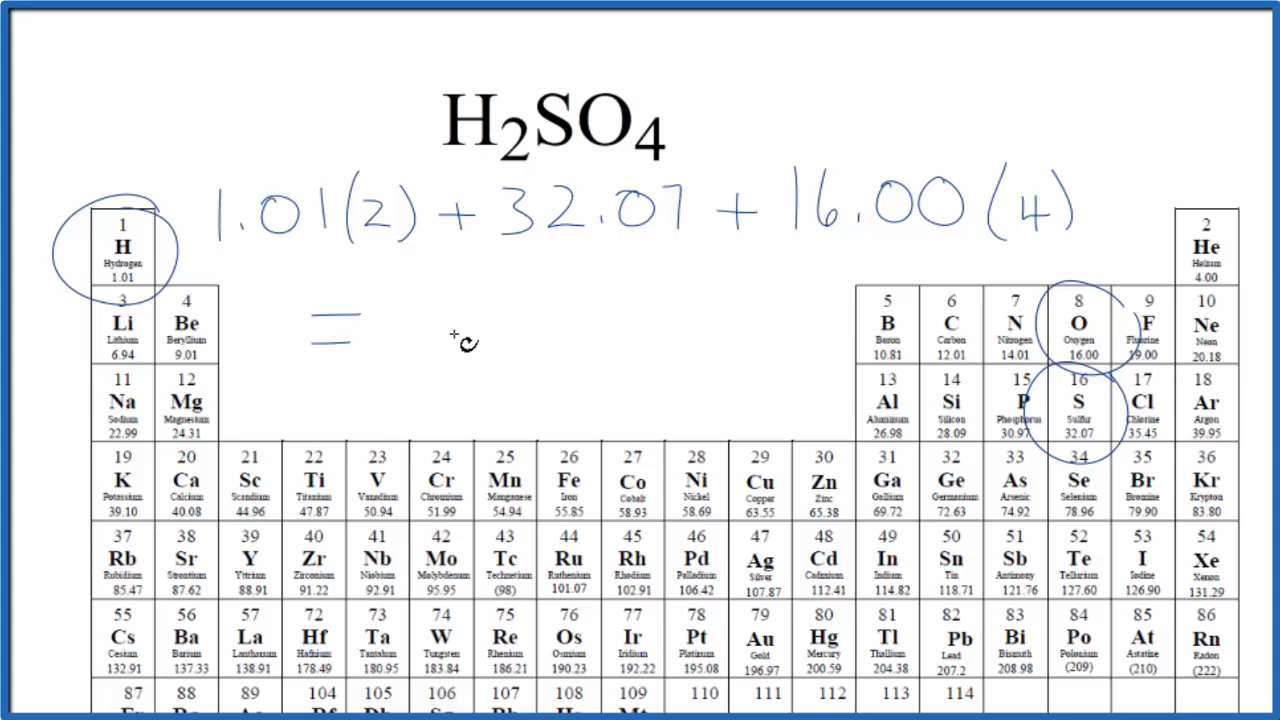 H2SO4
1.01(2) + 32.07 + 16.00 (4)
=
1 2
H He
Hydrogen Helium
1.01 4.00
3 4 5 6 7 8 9 10
Li Be B C N O F Ne
Lithium Beryllium Boron Carbon Nitrogen Oxygen Fluorine Neon
6.94 9.01 10.81 12.01 14.01 16.00 19.00 20.18
11 12 13 14 15 16 17 18
Na Mg Al Si P S Cl Ar
Sodium Magnesium Aluminum Silicon Phosphorus Sulfur Chlorine Argon
22.99 24.31 26.98 28.09 30.97 32.07 35.45 39.95
19 20 21 22 23 24 25 26 27 28 29 30 31 32 33 34 35 36
K Ca Sc Ti V Cr Mn Fe Co Ni Cu Zn Ga Ge As Se Br Kr
Potassium Calcium Scandium Titanium Vanadium Chromium Manganese Iron Cobalt Nickel Copper Zinc Gallium Germanium Arsenic Selenium Bromine Krypton
39.10 40.08 44.96 47.87 50.94 51.99 54.94 55.85 58.93 58.69 63.55 65.38 69.72 72.63 74.92 78.96 79.90 83.80
37 38 39 40 41 42 43 44 45 46 47 48 49 50 51 52 53 54
Rb Sr Y Zr Nb Mo Tc Ru Rh Pd Ag Cd In Sn Sb Te I Xe
Rubidium Strontium Yttrium Zirconium Niobium Molybdenum Technetium Ruthenium Rhodium Palladium Silver Cadmium Indium Tin Antimony Tellurium Iodine Xenon
85.47 87.62 88.91 91.22 92.91 95.95 (98) 101.07 102.91 106.42 107.87 112.41 114.82 118.71 121.76 127.60 126.90 131.29
55 56 57 72 73 74 75 76 77 78 79 80 81 82 83 84 85 86
Cs Ba La Hf Ta W Re Os Ir Pt Au Hg Tl Pb Bi Po At Rn
Cesium Barium Lanthanum Hafnium Tantalum Tungsten Rhenium Osmium Iridium Platinum Gold Mercury Thallium Lead Bismuth Polonium Astatine Radon
132.91 137.33 138.91 178.49 180.95 183.84 186.21 190.23 192.22 195.08 196.97 200.59 204.38 207.2 208.98 (209) (210) (222)
87 88 89 104 105 106 107 108 109 110 111 112 113 114